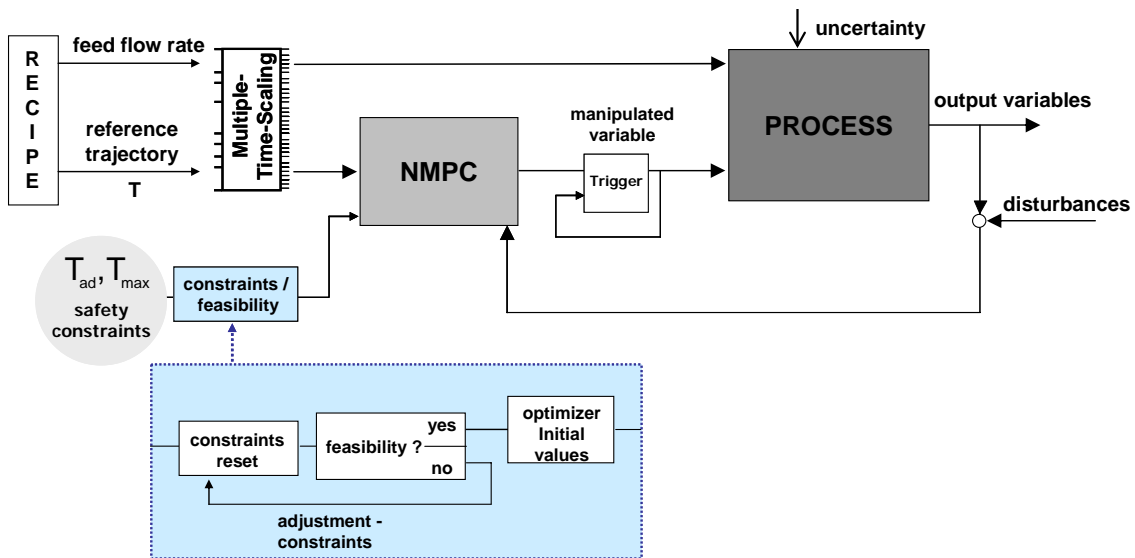 RECIPE
feed flow rate
reference
trajectory
T
Multiple-
Time-Scaling
NMPC
manipulated
variable
Trigger
uncertainty
PROCESS
output variables
disturbances
Tad, Tmax
safety
constraints
constraints /
feasibility
constraints
reset
feasibility ?
yes
no
optimizer
Initial
values
adjustment -
constraints